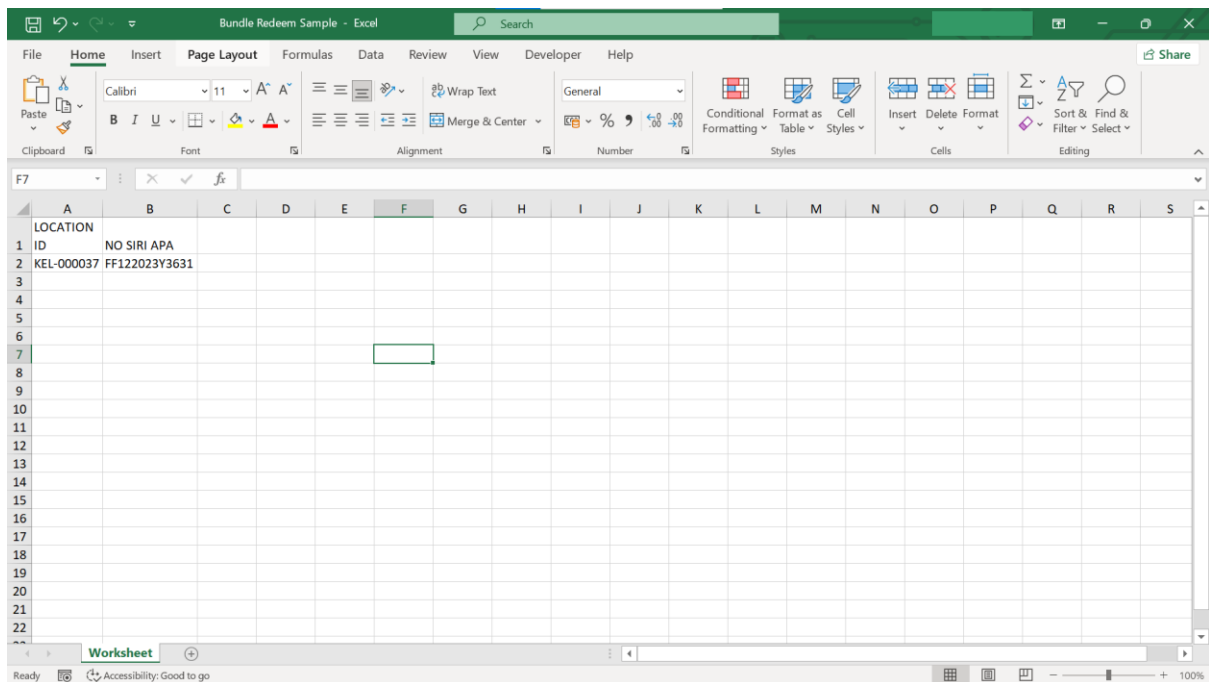 Bundle Redeem Sample - Excel
Search
File Home Insert Page Layout Formulas Data Review View Developer Help
Share
Paste
Calibri 11
Wrap Text
General
Merge & Center
Conditional Formatting
Format as Table
Cell Styles
Insert Delete Format
Sort & Filter
Find & Select
Clipboard Font Alignment Number Styles Cells Editing
F7
fx
A B C D E F G H I J K L M N O P Q R S
LOCATION
1 ID NO SIRI APA
2 KEL-000037 FF122023Y3631
3
4
5
6
7
8
9
10
11
12
13
14
15
16
17
18
19
20
21
22
Worksheet
Ready Accessibility: Good to go 100%